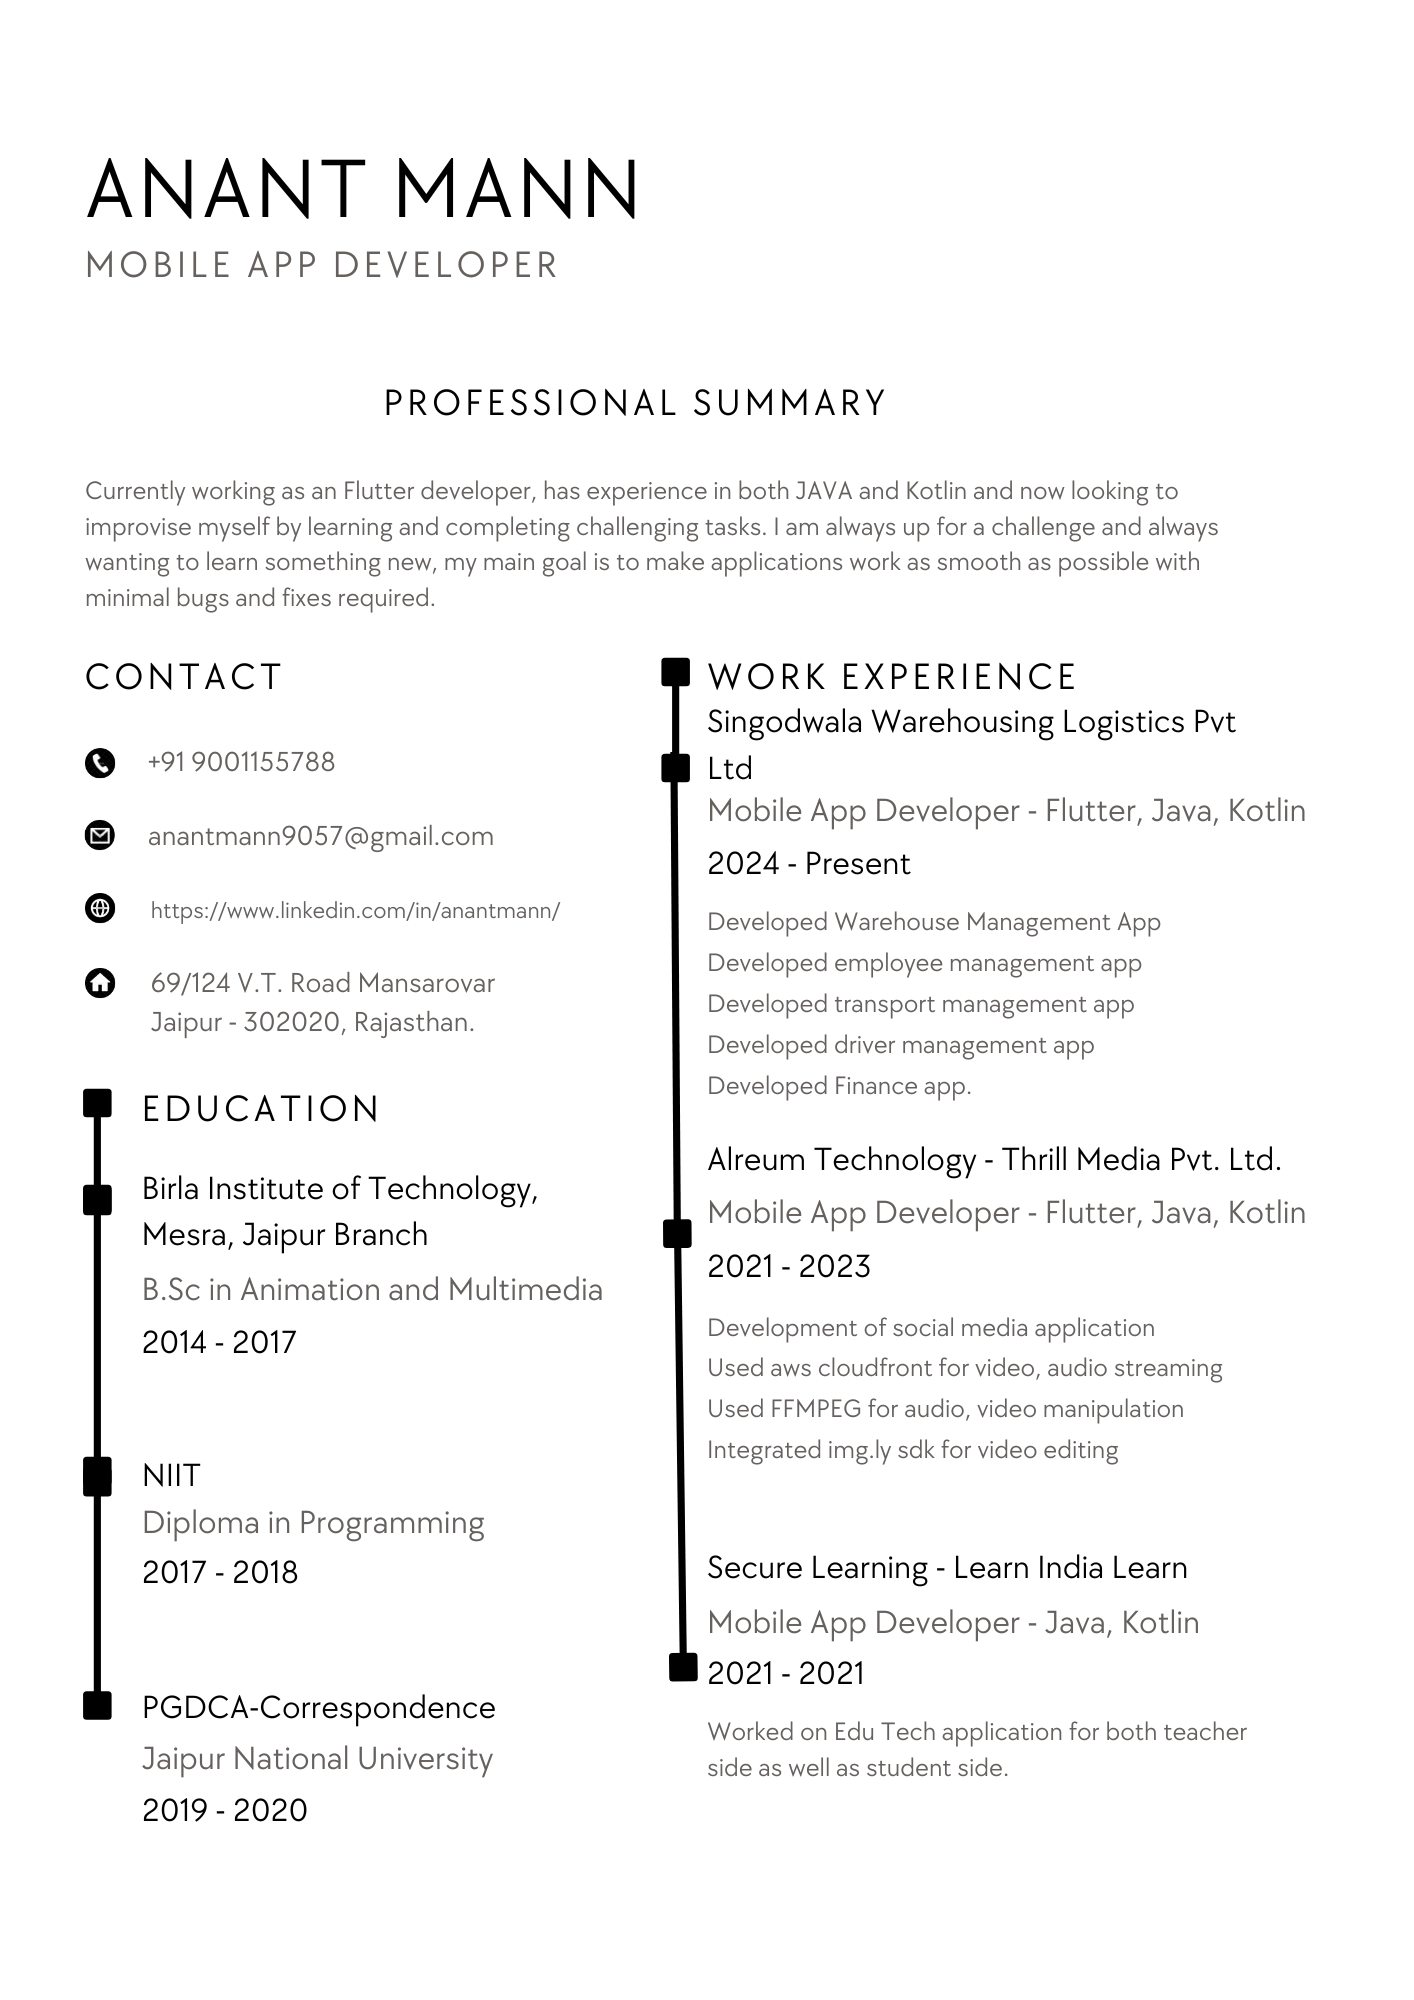 ANANT MANN
MOBILE APP DEVELOPER
PROFESSIONAL SUMMARY
Currently working as an Flutter developer, has experience in both JAVA and Kotlin and now looking to
improvise myself by learning and completing challenging tasks. I am always up for a challenge and always
wanting to learn something new, my main goal is to make applications work as smooth as possible with
minimal bugs and fixes required.
CONTACT
+91 9001155788
anantmann9057@gmail.com
https://www.linkedin.com/in/anantmann/
69/124 V.T. Road Mansarovar
Jaipur - 302020, Rajasthan.
EDUCATION
Birla Institute of Technology,
Mesra, Jaipur Branch
B.Sc in Animation and Multimedia
2014 - 2017
NIIT
Diploma in Programming
2017 - 2018
PGDCA-Correspondence
Jaipur National University
2019 - 2020
WORK EXPERIENCE
Singodwala Warehousing Logistics Pvt
Ltd
Mobile App Developer - Flutter, Java, Kotlin
2024 - Present
Developed Warehouse Management App
Developed employee management app
Developed transport management app
Developed driver management app
Developed Finance app.
Alreum Technology - Thrill Media Pvt. Ltd.
Mobile App Developer - Flutter, Java, Kotlin
2021 - 2023
Development of social media application
Used aws cloudfront for video, audio streaming
Used FFMPEG for audio, video manipulation
Integrated img.ly sdk for video editing
Secure Learning - Learn India Learn
Mobile App Developer - Java, Kotlin
2021 - 2021
Worked on Edu Tech application for both teacher
side as well as student side.